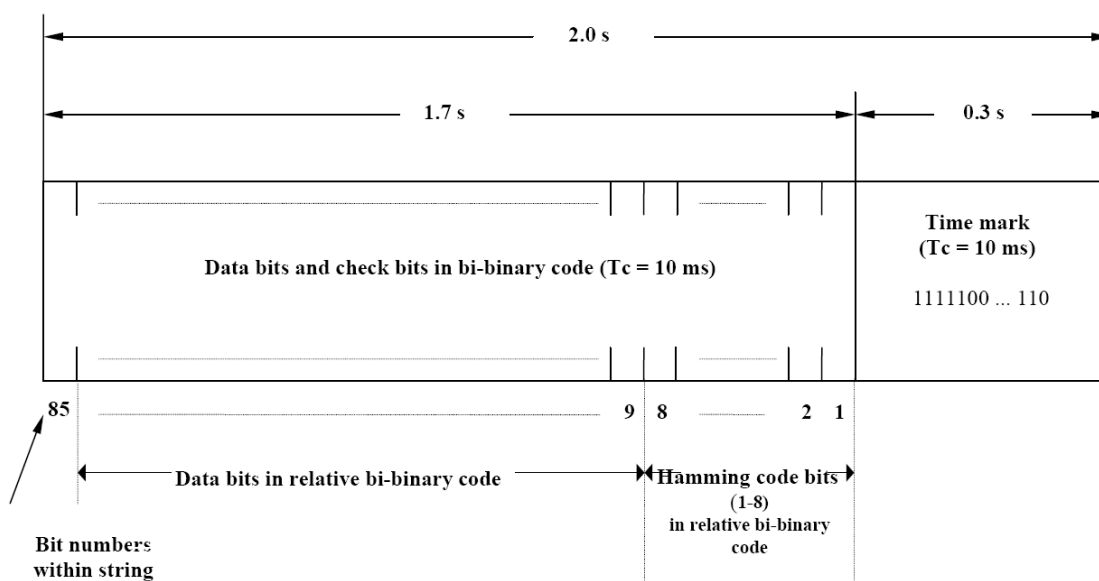 2.0 s
1.7 s
0.3 s
Data bits and check bits in bi-binary code (Tc = 10 ms)
Time mark
(Tc = 10 ms)
1111100 ... 110
85
9
8
2
1
Data bits in relative bi-binary code
Hamming code bits
(1-8)
in relative bi-binary
code
Bit numbers
within string